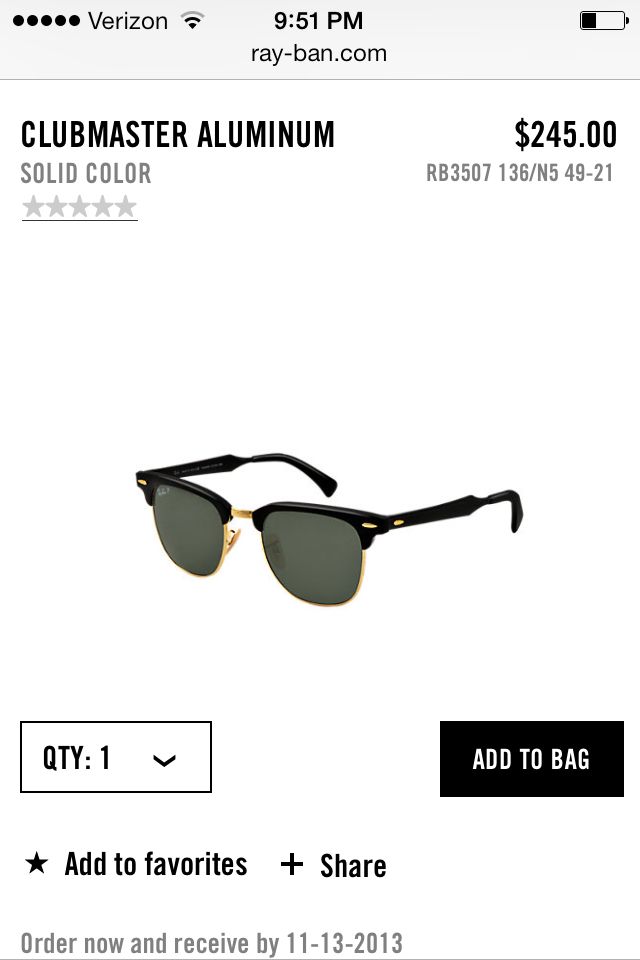 Verizon 9:51 PM
ray-ban.com
CLUBMASTER ALUMINUM $245.00
SOLID COLOR RB3507 136/N5 49-21
QTY: 1 ADD TO BAG
Add to favorites + Share
Order now and receive by 11-13-2013